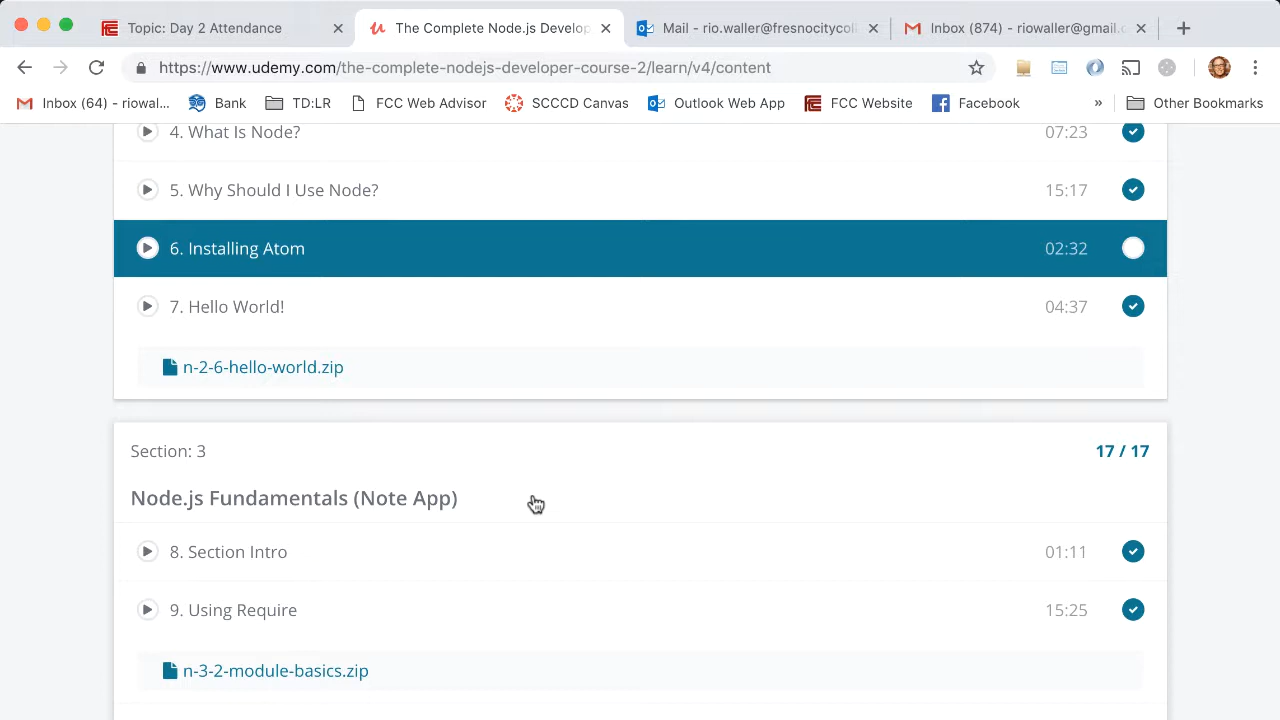 Topic: Day 2 Attendance
The Complete Node.js Develop
Mail - rio.waller@fresnocitycoll
Inbox (874) - riowaller@gmail.c
https://www.udemy.com/the-complete-nodejs-developer-course-2/learn/v4/content
Inbox (64) - riowal...
Bank
TD:LR
FCC Web Advisor
SCCCD Canvas
Outlook Web App
FCC Website
Facebook
»
Other Bookmarks
4. What Is Node?
07:23
5. Why Should I Use Node?
15:17
6. Installing Atom
02:32
7. Hello World!
04:37
n-2-6-hello-world.zip
Section: 3
17 / 17
Node.js Fundamentals (Note App)
8. Section Intro
01:11
9. Using Require
15:25
n-3-2-module-basics.zip